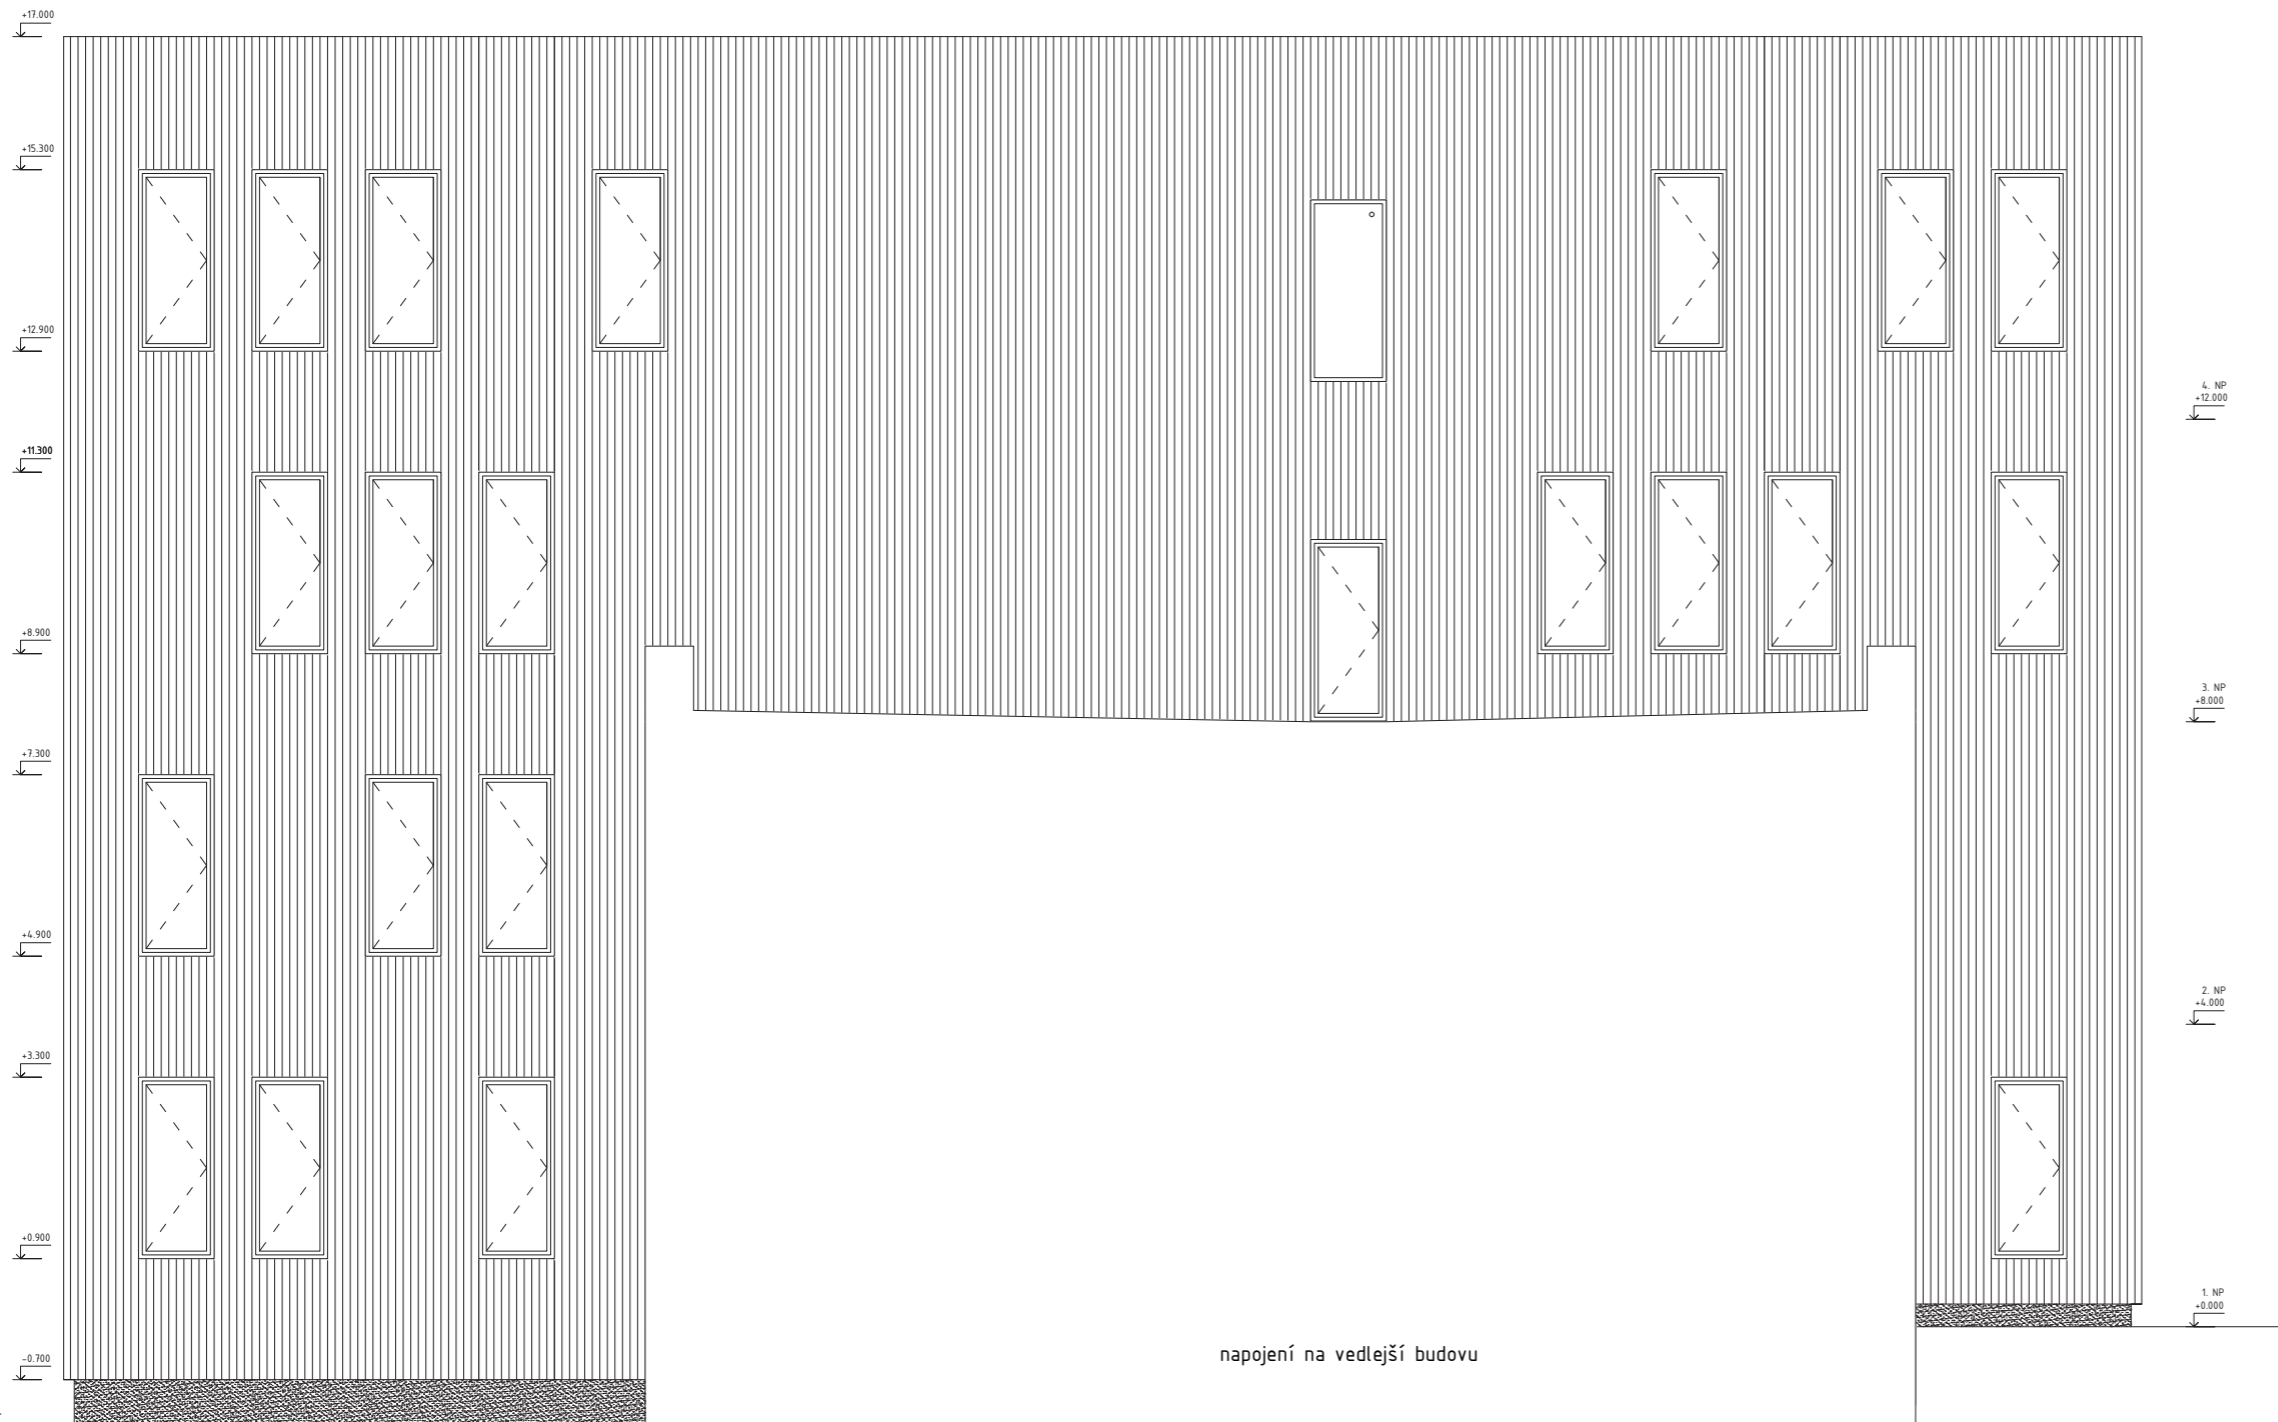 +17.000
+15.300
+12.900
4. NP
+12.000
+11.300
+8.900
3. NP
+8.000
+7.300
+4.900
2. NP
+4.000
+3.300
+0.900
1. NP
+0.000
napojení na vedlejší budovu
-0.700